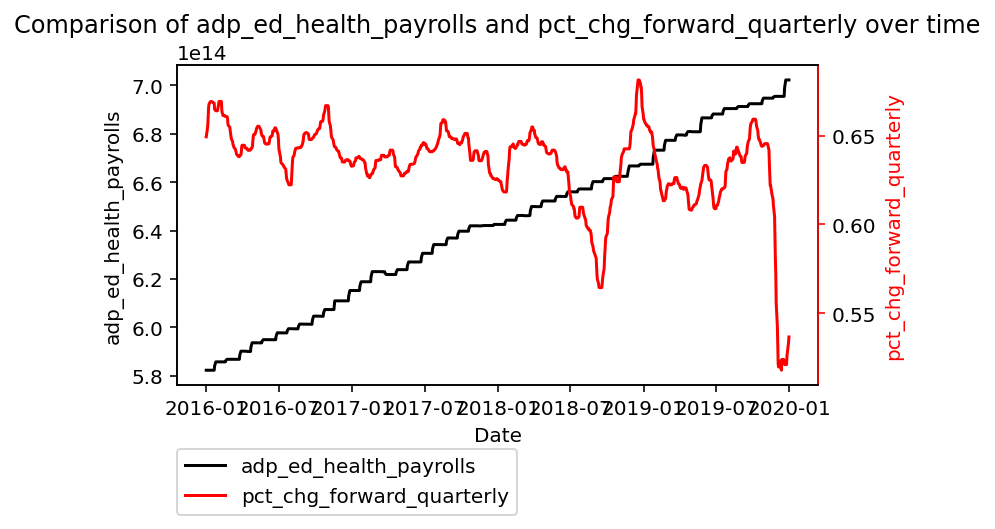 Comparison of adp_ed_health_payrolls and pct_chg_forward_quarterly over time
1e14
7.0
6.8
6.6
6.4
6.2
6.0
5.8
adp_ed_health_payrolls
0.65
0.60
0.55
pct_chg_forward_quarterly
2016-01 2016-07 2017-01 2017-07 2018-01 2018-07 2019-01 2019-07 2020-01
Date
adp_ed_health_payrolls
pct_chg_forward_quarterly